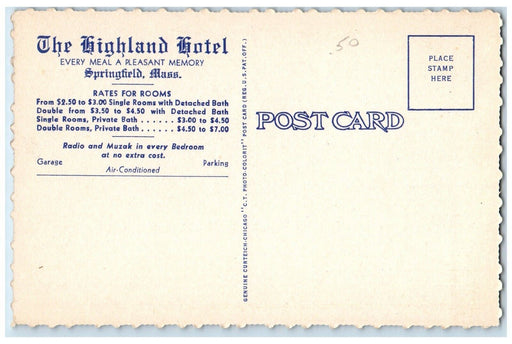 The Highland Hotel
EVERY MEAL A PLEASANT MEMORY
Springfield, Mass.
RATES FOR ROOMS
From $2.50 to $3.00 Single Rooms with Detached Bath
Double from $3.50 to $4.50 with Detached Bath
Single Rooms, Private Bath . . . . . . $3.00 to $4.50
Double Rooms, Private Bath . . . . . . $4.50 to $7.00
Radio and Muzak in every Bedroom
at no extra cost.
Garage Parking
Air-Conditioned
GENUINE CURTEICH-CHICAGO "C.T. PHOTO-COLORIT" POST CARD (REG. U.S. PAT. OFF.)
.50
POST CARD
PLACE
STAMP
HERE